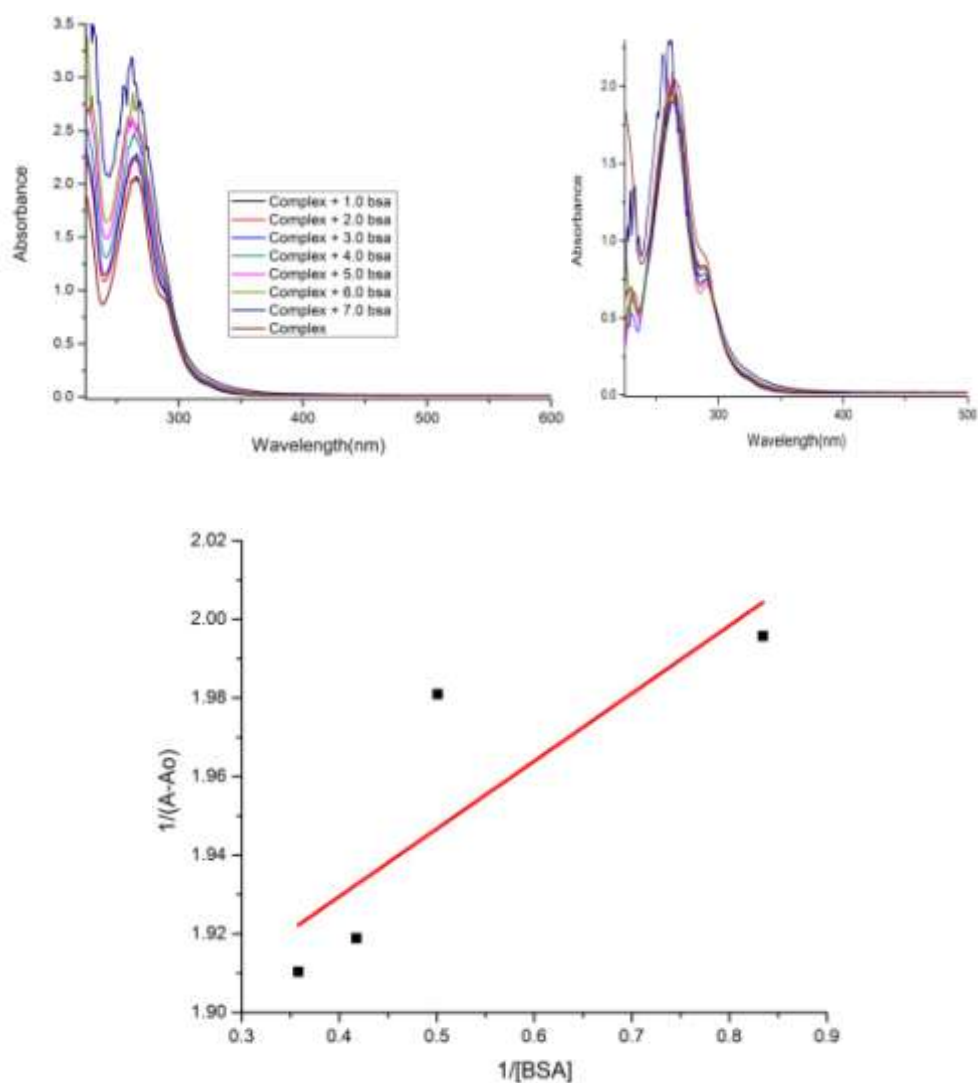 3.5
3.0
2.5
2.0
1.5
1.0
0.5
0.0
Absorbance
300
400
500
600
Wavelength(nm)
Complex + 1.0 bsa
Complex + 2.0 bsa
Complex + 3.0 bsa
Complex + 4.0 bsa
Complex + 5.0 bsa
Complex + 6.0 bsa
Complex + 7.0 bsa
Complex
2.0
1.5
1.0
0.5
0.0
Absorbance
300
400
500
Wavelength(nm)
2.02
2.00
1.98
1.96
1.94
1.92
1.90
1/(A-Ao)
0.3
0.4
0.5
0.6
0.7
0.8
0.9
1/[BSA]